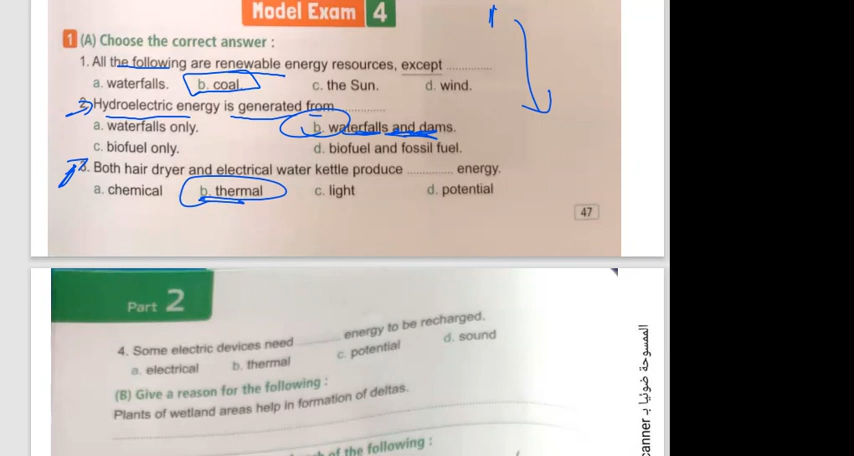 Model Exam 4
1 (A) Choose the correct answer :
1. All the following are renewable energy resources, except ............
a. waterfalls. b. coal. c. the Sun. d. wind.
2. Hydroelectric energy is generated from ............
a. waterfalls only. b. waterfalls and dams.
c. biofuel only. d. biofuel and fossil fuel.
3. Both hair dryer and electrical water kettle produce ............ energy.
a. chemical b. thermal c. light d. potential
47
Part 2
4. Some electric devices need ............ energy to be recharged.
a. electrical b. thermal c. potential d. sound
(B) Give a reason for the following :
Plants of wetland areas help in formation of deltas.
of the following :
الممسوحة ضوئيا بـ canner